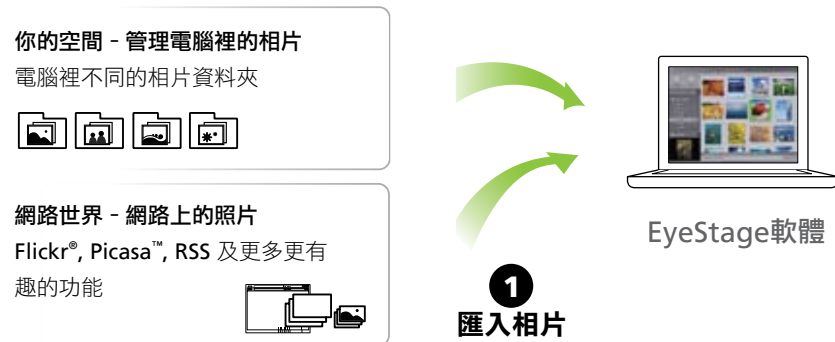 你的空間 - 管理電腦裡的相片
電腦裡不同的相片資料夾
網路世界 - 網路上的照片
Flickr®, Picasa™, RSS 及更多更有
趣的功能
1
匯入相片
EyeStage軟體